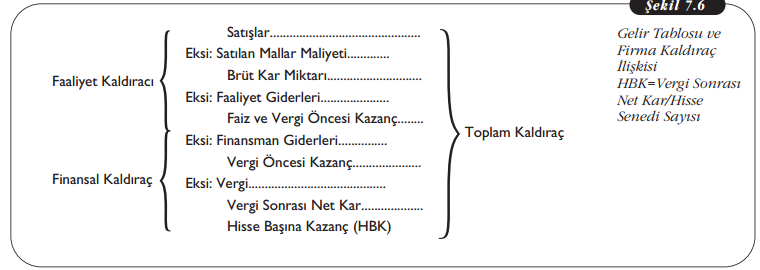 Şekil 7.6
Gelir Tablosu ve
Firma Kaldıraç
İlişkisi
HBK=Vergi Sonrası
Net Kar/Hisse
Senedi Sayısı
Satışlar..............................................
Eksi: Satılan Mallar Maliyeti.............
Brüt Kar Miktarı.............................
Faaliyet Kaldıracı
Eksi: Faaliyet Giderleri.....................
Faiz ve Vergi Öncesi Kazanç........
Toplam Kaldıraç
Eksi: Finansman Giderleri...............
Vergi Öncesi Kazanç.....................
Finansal Kaldıraç
Eksi: Vergi..........................................
Vergi Sonrası Net Kar...................
Hisse Başına Kazanç (HBK)